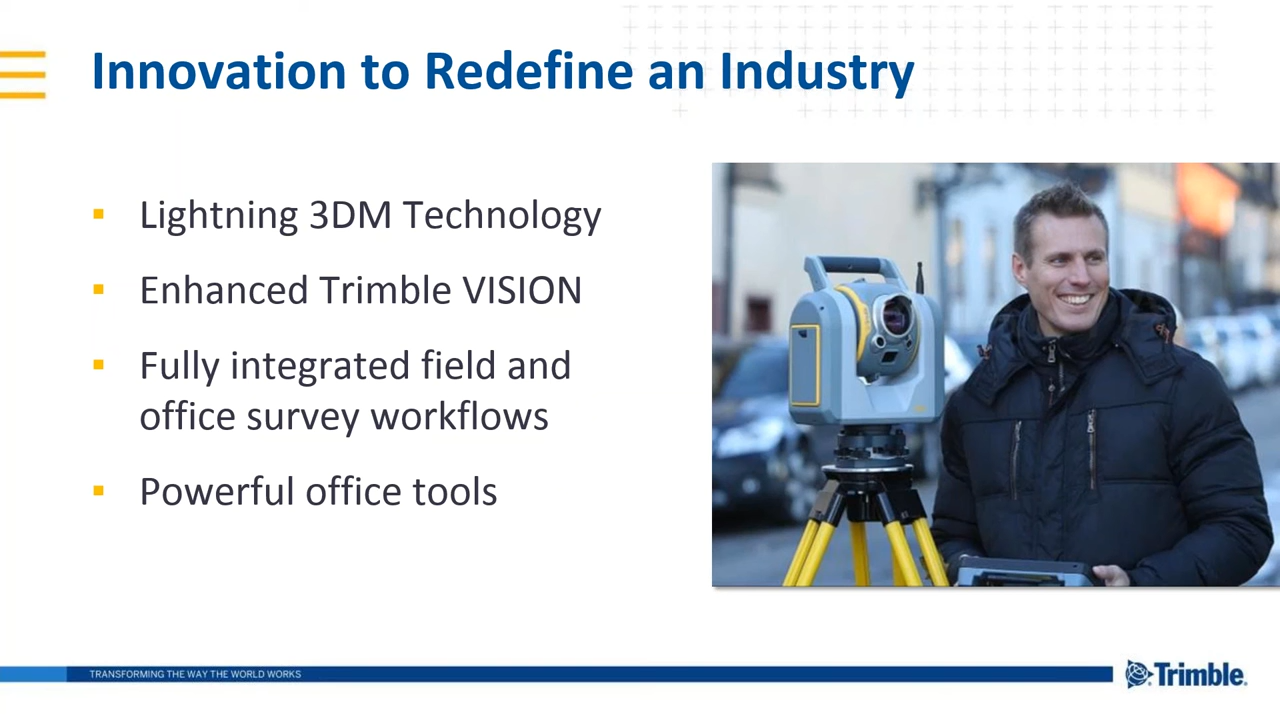 Innovation to Redefine an Industry
▪ Lightning 3DM Technology
▪ Enhanced Trimble VISION
▪ Fully integrated field and
office survey workflows
▪ Powerful office tools
TRANSFORMING THE WAY THE WORLD WORKS
Trimble.